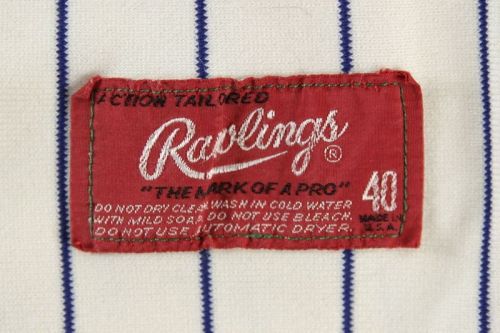 ACTION TAILORED
Rawlings ®
"THE MARK OF A PRO"
40
DO NOT DRY CLEAN WASH IN COLD WATER
WITH MILD SOAP. DO NOT USE BLEACH.
DO NOT USE AUTOMATIC DRYER.
MADE IN
U.S.A.